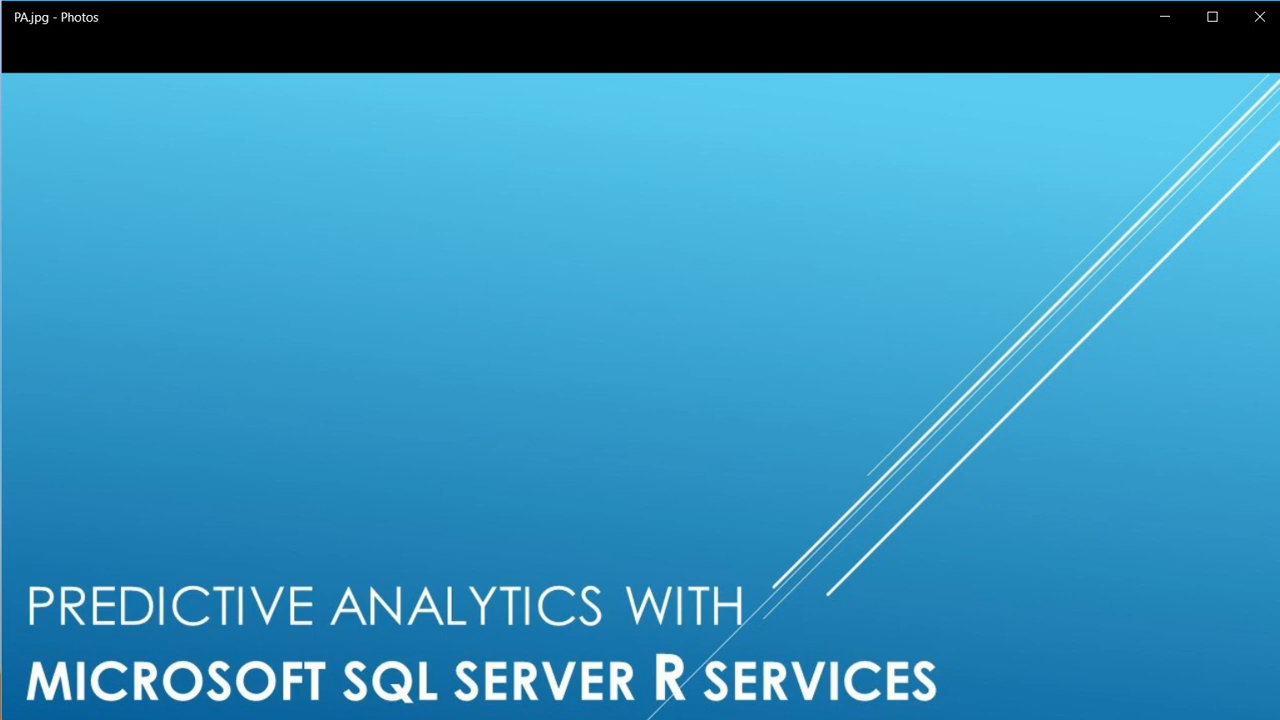 PA.jpg - Photos
PREDICTIVE ANALYTICS WITH
MICROSOFT SQL SERVER R SERVICES